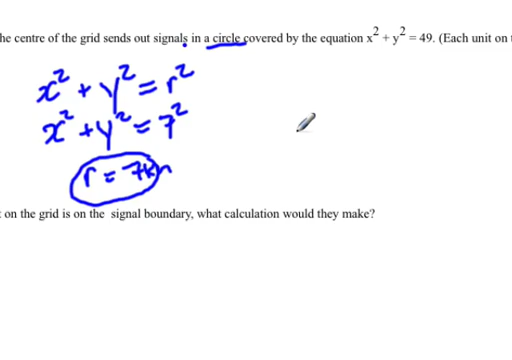 he centre of the grid sends out signals in a circle covered by the equation x² + y² = 49. (Each unit on
x² + y² = r²
x² + y² = 7²
r = 7km
on the grid is on the signal boundary, what calculation would they make?